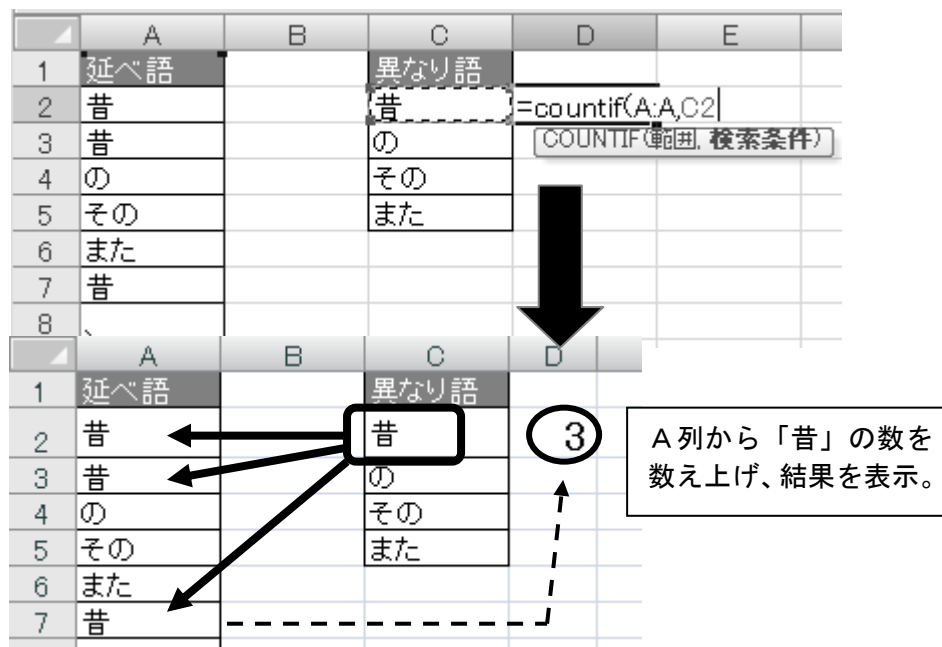 A B C D E
1 延べ語 異なり語
2 昔 昔 =countif(A:A,C2
3 昔 の COUNTIF(範囲, 検索条件)
4 の その
5 その また
6 また
7 昔
8 、
A B C D
1 延べ語 異なり語
2 昔 昔 3
3 昔 の
4 の その
5 その また
6 また
7 昔
A列から「昔」の数を
数え上げ、結果を表示。